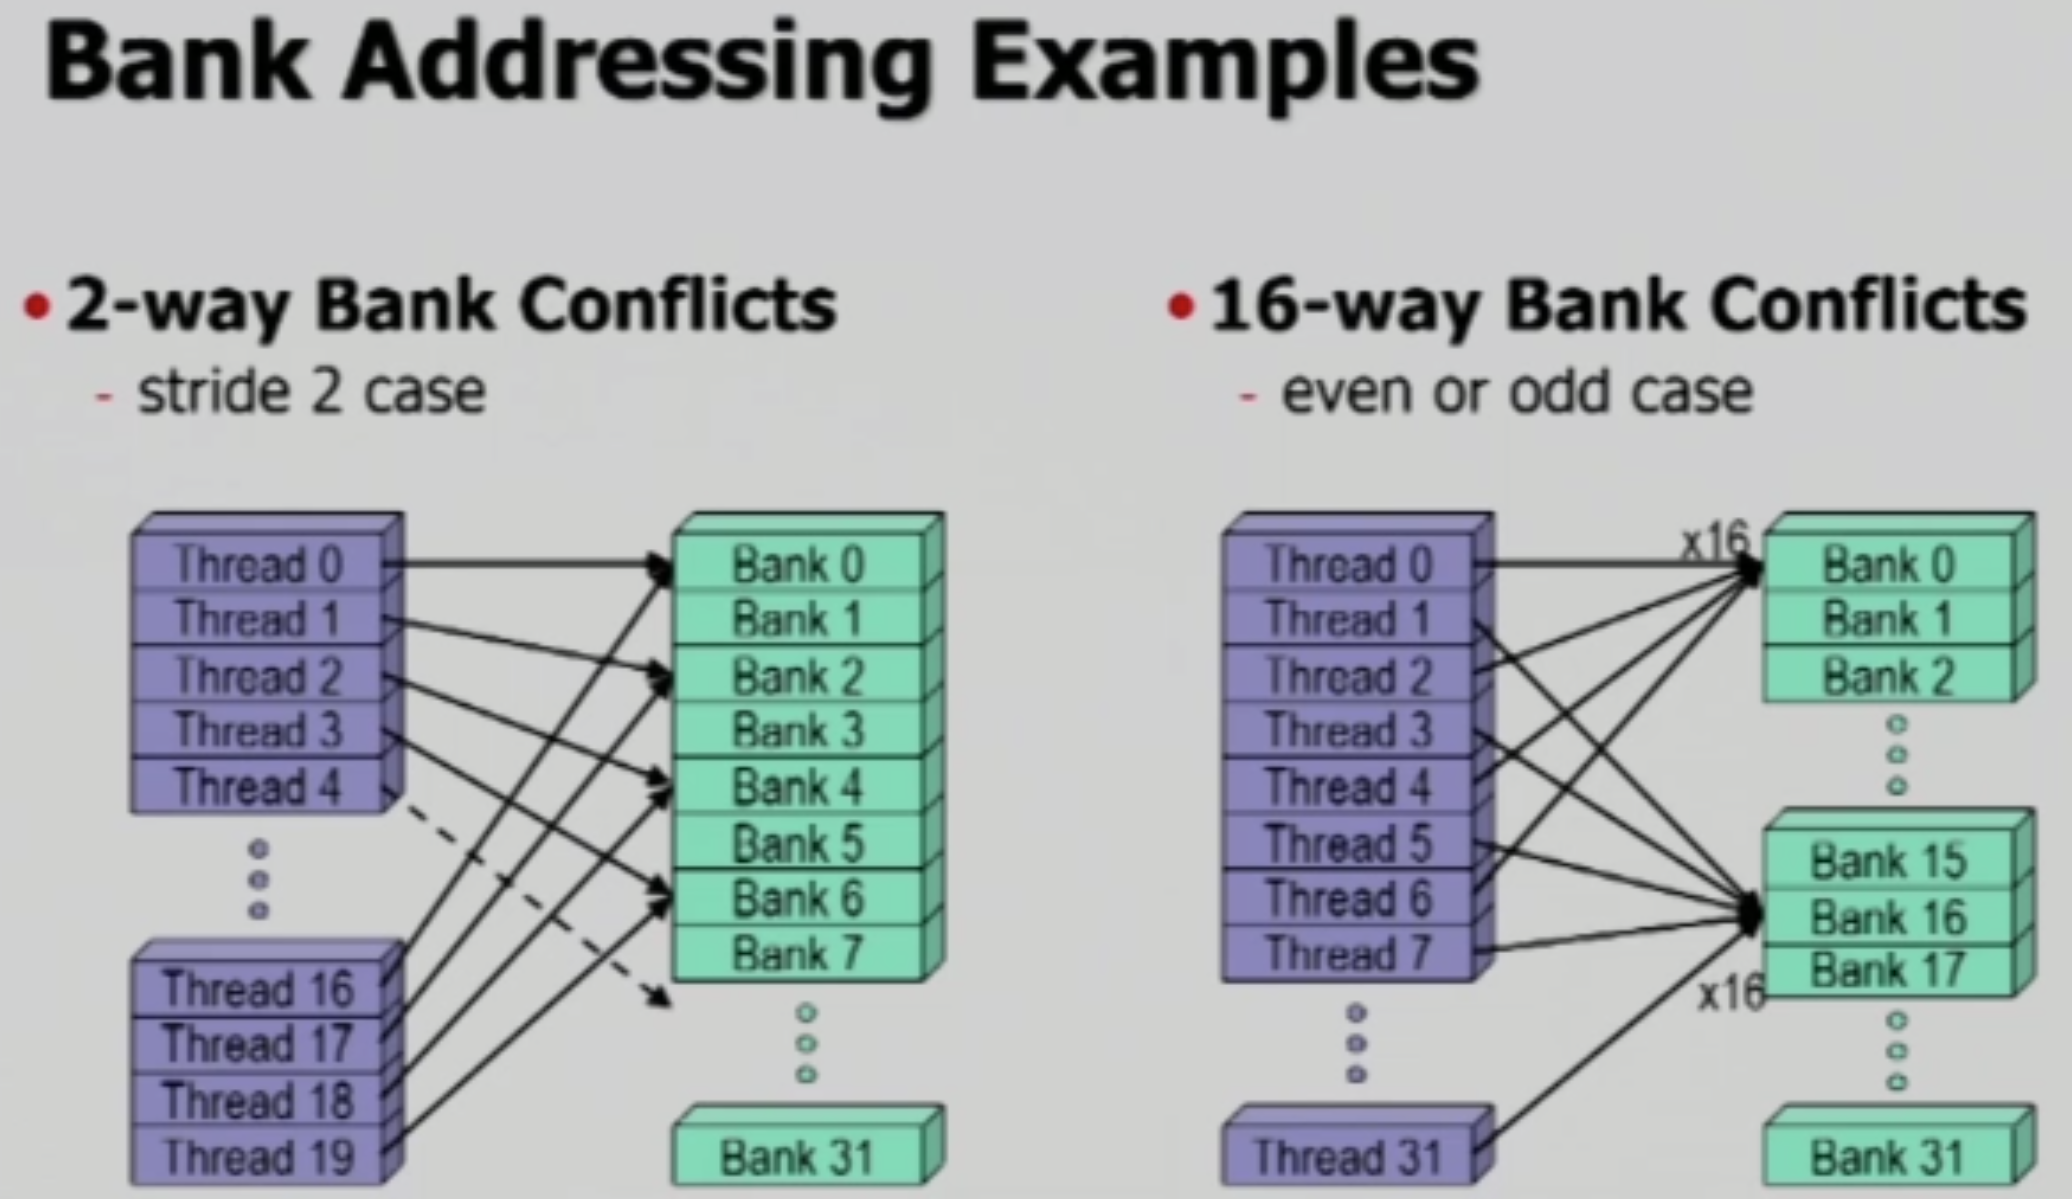 Bank Addressing Examples
• 2-way Bank Conflicts
- stride 2 case
Thread 0
Thread 1
Thread 2
Thread 3
Thread 4
Thread 16
Thread 17
Thread 18
Thread 19
Bank 0
Bank 1
Bank 2
Bank 3
Bank 4
Bank 5
Bank 6
Bank 7
Bank 31
• 16-way Bank Conflicts
- even or odd case
Thread 0
Thread 1
Thread 2
Thread 3
Thread 4
Thread 5
Thread 6
Thread 7
Thread 31
x16
x16
Bank 0
Bank 1
Bank 2
Bank 15
Bank 16
Bank 17
Bank 31